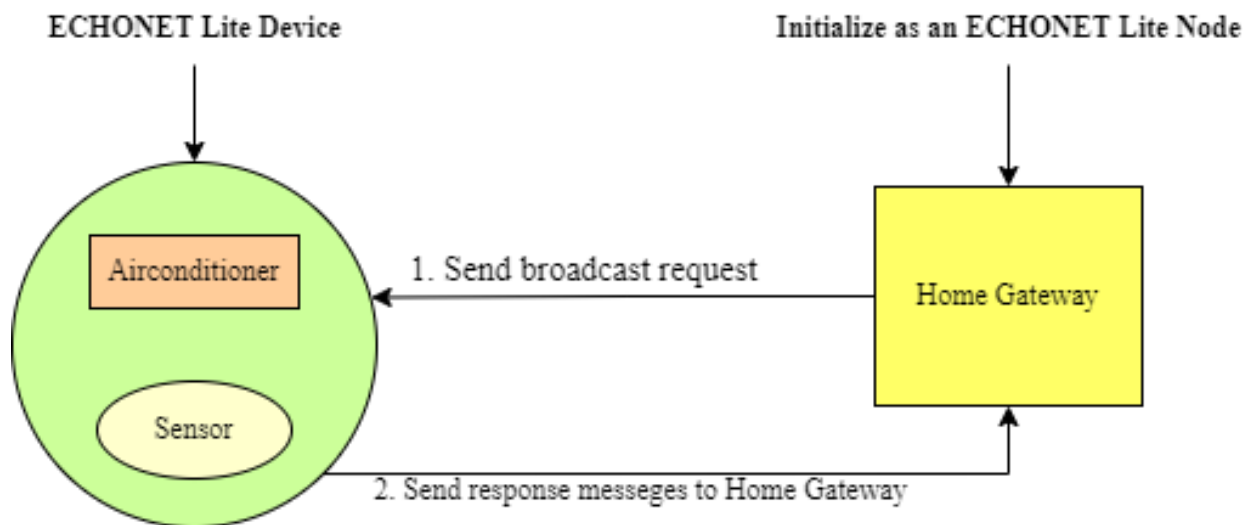 ECHONET Lite Device
Initialize as an ECHONET Lite Node
Airconditioner
1. Send broadcast request
Home Gateway
Sensor
2. Send response messeges to Home Gateway